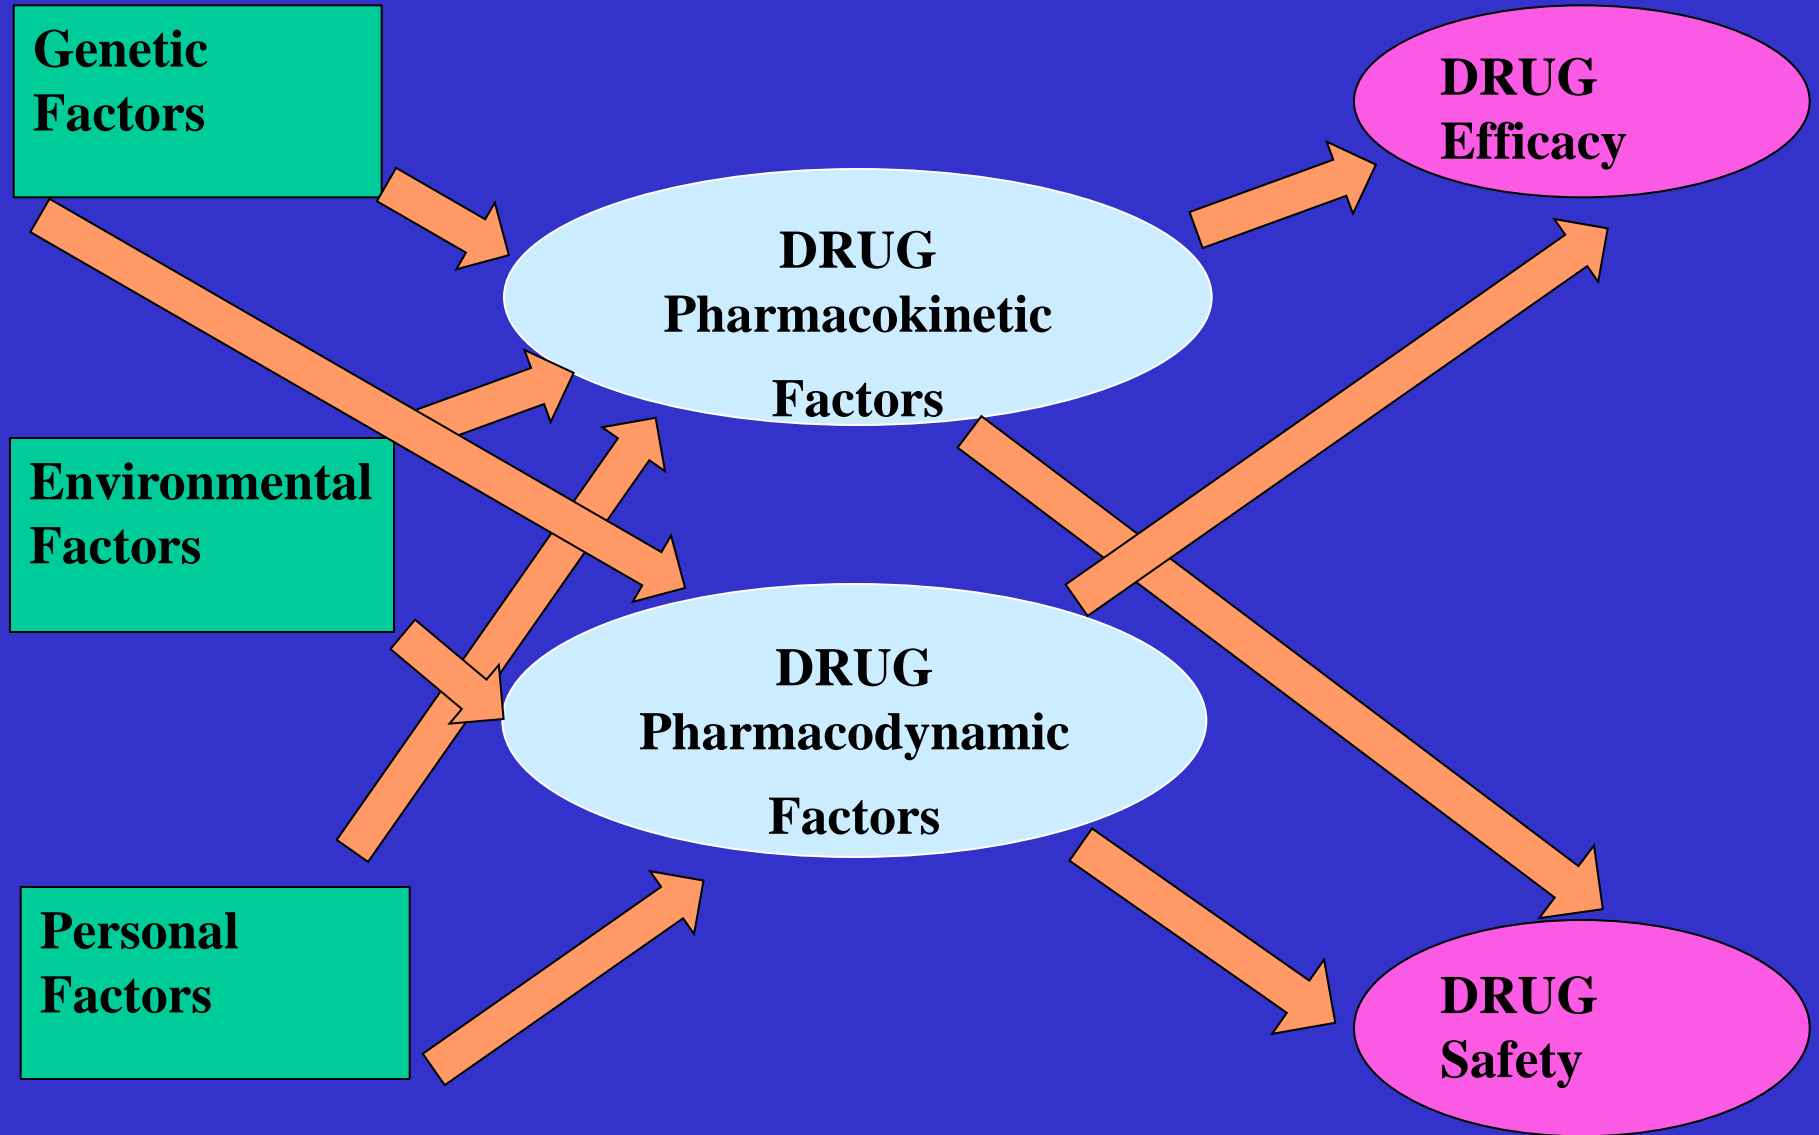 Genetic
Factors
DRUG
Efficacy
DRUG
Pharmacokinetic
Factors
Environmental
Factors
DRUG
Pharmacodynamic
Factors
Personal
Factors
DRUG
Safety